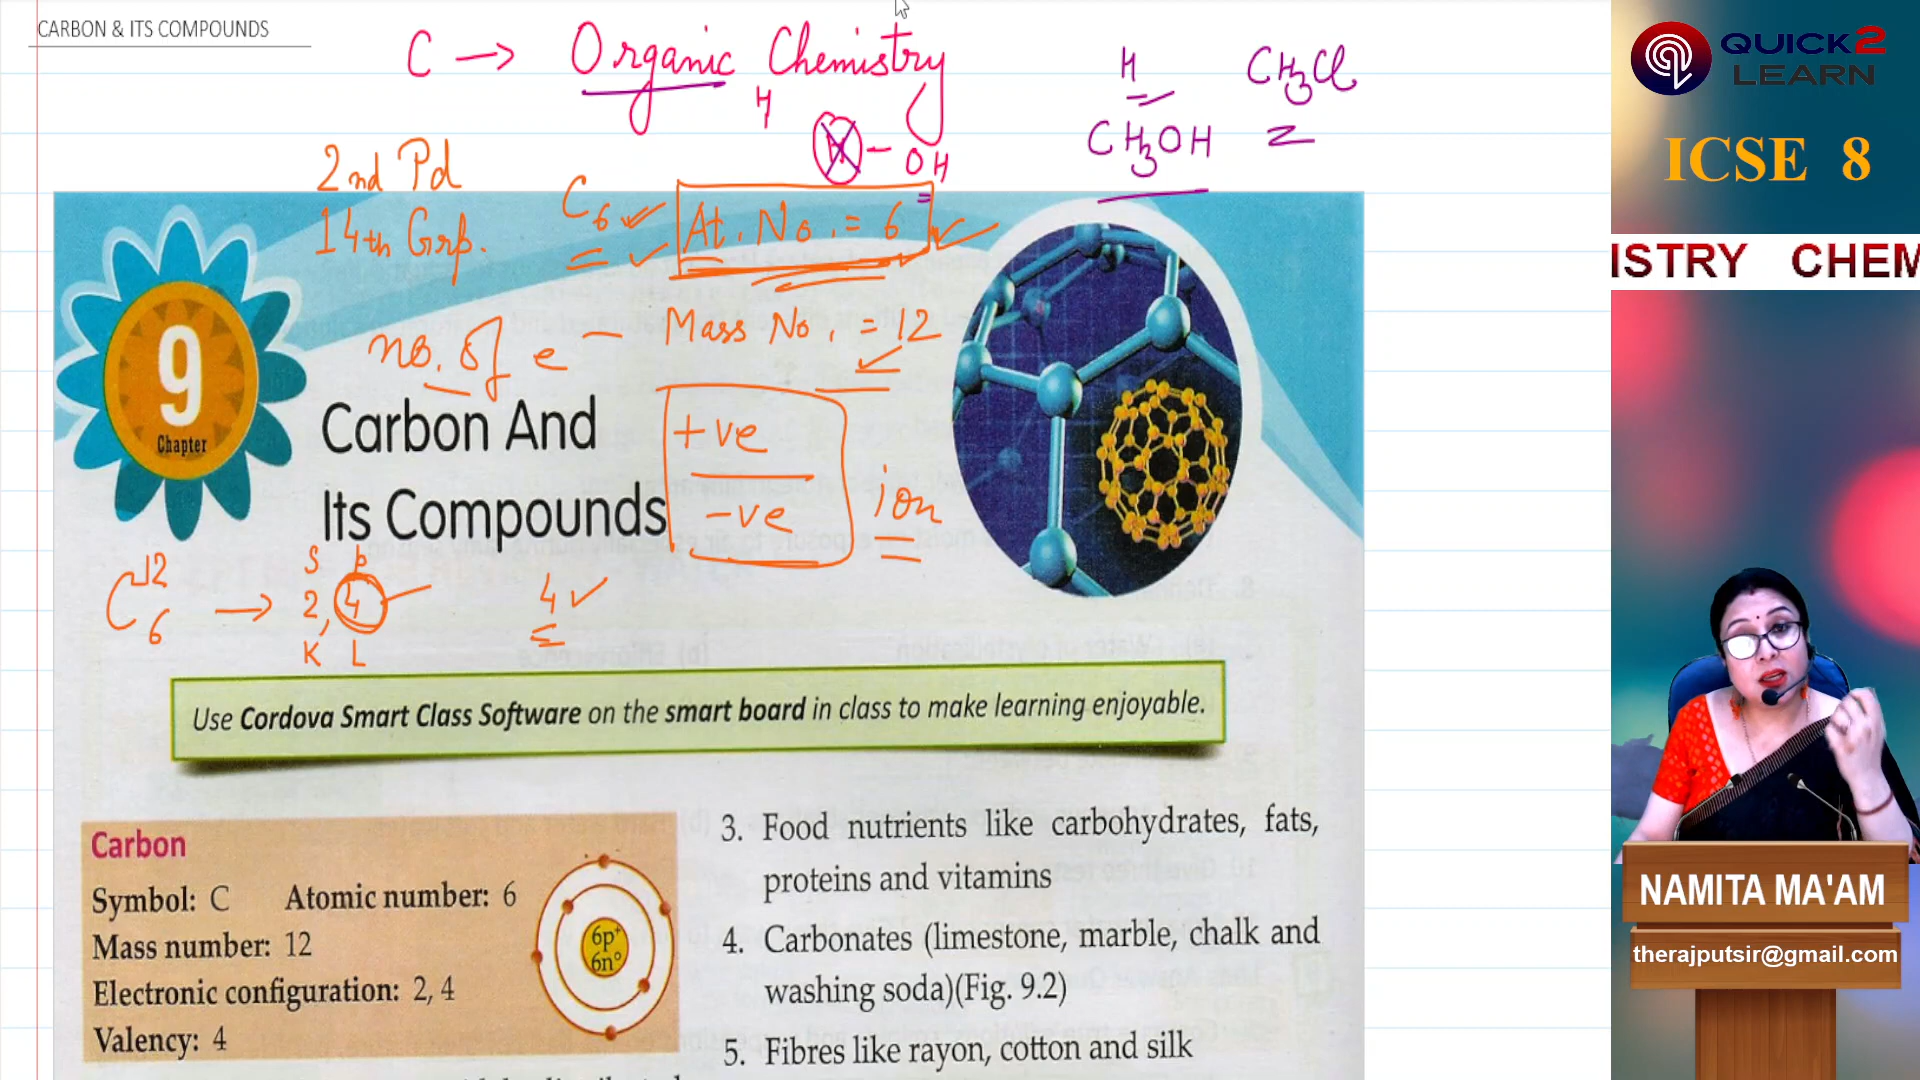 CARBON & ITS COMPOUNDS
C → Organic Chemistry
H
H CH3Cl
CH3OH
- OH
2nd Pd
14th Grp.
C6
At. No. = 6
Mass No. = 12
no. of e -
+ve
-ve
ion
9
Chapter
Carbon And
Its Compounds
C 12 6 → 2, 4
S P
K L
4
Use Cordova Smart Class Software on the smart board in class to make learning enjoyable.
Carbon
Symbol: C Atomic number: 6
Mass number: 12
Electronic configuration: 2, 4
Valency: 4
6p+
6n°
3. Food nutrients like carbohydrates, fats,
proteins and vitamins
4. Carbonates (limestone, marble, chalk and
washing soda)(Fig. 9.2)
5. Fibres like rayon, cotton and silk
QUICK2
LEARN
ICSE 8
ISTRY CHEM
NAMITA MA'AM
therajputsir@gmail.com